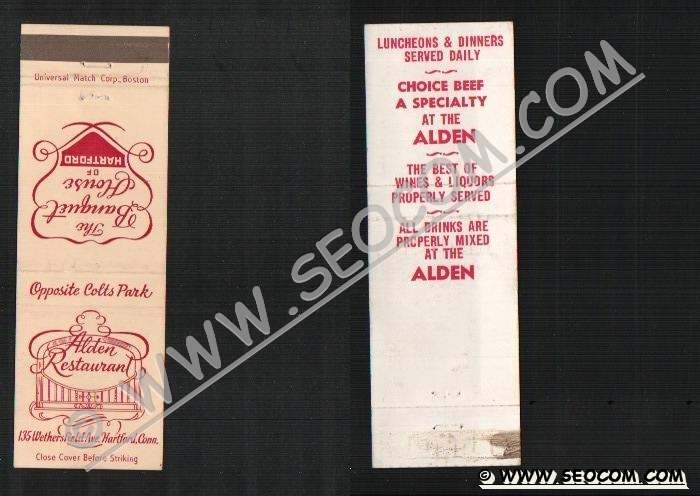 Universal Match Corp., Boston
The
Banquet
House
OF
HARTFORD
Opposite Colts Park
Alden
Restaurant
135 Wethersfield Ave. Hartford, Conn.
Close Cover Before Striking
LUNCHEONS & DINNERS
SERVED DAILY
CHOICE BEEF
A SPECIALTY
AT THE
ALDEN
THE BEST OF
WINES & LIQUORS
PROPERLY SERVED
ALL DRINKS ARE
PROPERLY MIXED
AT THE
ALDEN
WWW.SEOCOM.COM
© WWW.SEOCOM.COM